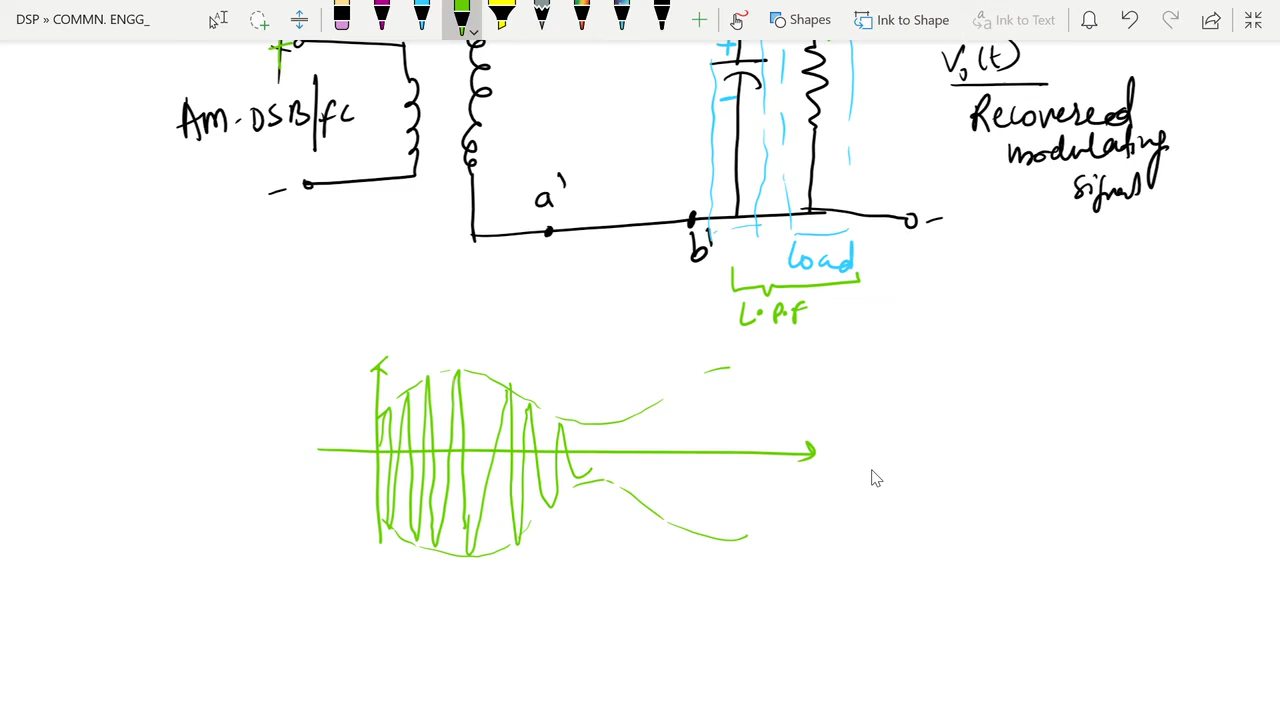 DSP » COMMN. ENGG_
Shapes
Ink to Shape
Ink to Text
+
+
V₀(t)
AM-DSB/fC
-
Recovered
modulating
signal
-
a'
b'
-
Load
L.P.F